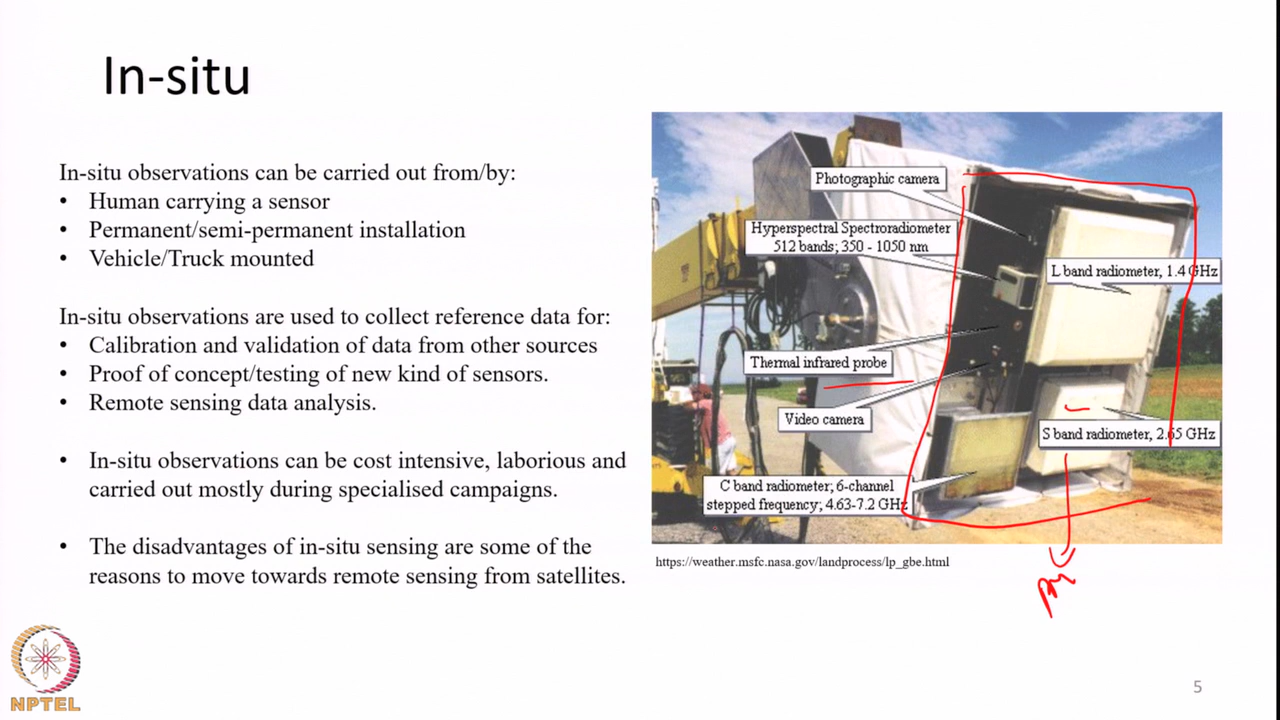 In-situ
In-situ observations can be carried out from/by:
• Human carrying a sensor
• Permanent/semi-permanent installation
• Vehicle/Truck mounted
In-situ observations are used to collect reference data for:
• Calibration and validation of data from other sources
• Proof of concept/testing of new kind of sensors.
• Remote sensing data analysis.
• In-situ observations can be cost intensive, laborious and
carried out mostly during specialised campaigns.
• The disadvantages of in-situ sensing are some of the
reasons to move towards remote sensing from satellites.
Photographic camera
Hyperspectral Spectroradiometer
512 bands; 350 - 1050 nm
L band radiometer, 1.4 GHz
Thermal infrared probe
Video camera
S band radiometer, 2.65 GHz
C band radiometer; 6-channel
stepped frequency; 4.63-7.2 GHz
https://weather.msfc.nasa.gov/landprocess/lp_gbe.html
NPTEL
5